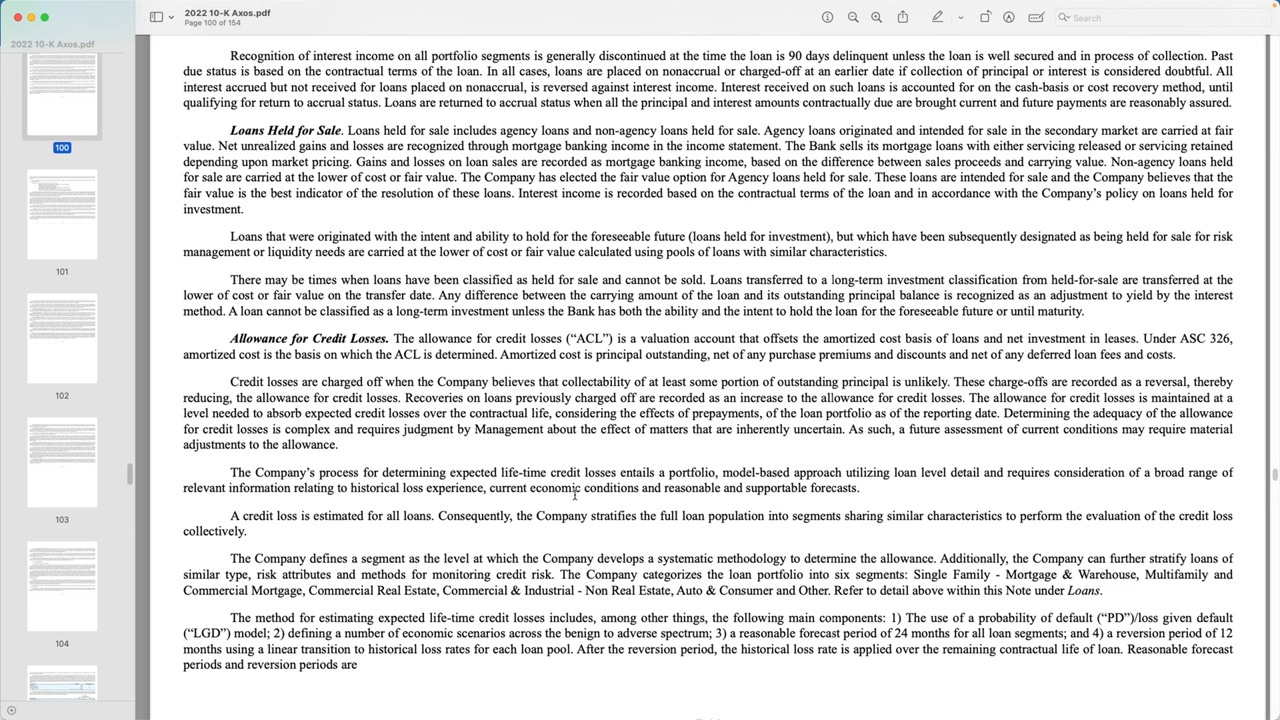 2022 10-K Axos.pdf
Page 100 of 154
Search
2022 10-K Axos.pdf
100
101
102
103
104
Recognition of interest income on all portfolio segments is generally discontinued at the time the loan is 90 days delinquent unless the loan is well secured and in process of collection. Past
due status is based on the contractual terms of the loan. In all cases, loans are placed on nonaccrual or charged-off at an earlier date if collection of principal or interest is considered doubtful. All
interest accrued but not received for loans placed on nonaccrual, is reversed against interest income. Interest received on such loans is accounted for on the cash-basis or cost recovery method, until
qualifying for return to accrual status. Loans are returned to accrual status when all the principal and interest amounts contractually due are brought current and future payments are reasonably assured.
Loans Held for Sale. Loans held for sale includes agency loans and non-agency loans held for sale. Agency loans originated and intended for sale in the secondary market are carried at fair
value. Net unrealized gains and losses are recognized through mortgage banking income in the income statement. The Bank sells its mortgage loans with either servicing released or servicing retained
depending upon market pricing. Gains and losses on loan sales are recorded as mortgage banking income, based on the difference between sales proceeds and carrying value. Non-agency loans held
for sale are carried at the lower of cost or fair value. The Company has elected the fair value option for Agency loans held for sale. These loans are intended for sale and the Company believes that the
fair value is the best indicator of the resolution of these loans. Interest income is recorded based on the contractual terms of the loan and in accordance with the Company's policy on loans held for
investment.
Loans that were originated with the intent and ability to hold for the foreseeable future (loans held for investment), but which have been subsequently designated as being held for sale for risk
management or liquidity needs are carried at the lower of cost or fair value calculated using pools of loans with similar characteristics.
There may be times when loans have been classified as held for sale and cannot be sold. Loans transferred to a long-term investment classification from held-for-sale are transferred at the
lower of cost or fair value on the transfer date. Any difference between the carrying amount of the loan and its outstanding principal balance is recognized as an adjustment to yield by the interest
method. A loan cannot be classified as a long-term investment unless the Bank has both the ability and the intent to hold the loan for the foreseeable future or until maturity.
Allowance for Credit Losses. The allowance for credit losses (“ACL”) is a valuation account that offsets the amortized cost basis of loans and net investment in leases. Under ASC 326,
amortized cost is the basis on which the ACL is determined. Amortized cost is principal outstanding, net of any purchase premiums and discounts and net of any deferred loan fees and costs.
Credit losses are charged off when the Company believes that collectability of at least some portion of outstanding principal is unlikely. These charge-offs are recorded as a reversal, thereby
reducing, the allowance for credit losses. Recoveries on loans previously charged off are recorded as an increase to the allowance for credit losses. The allowance for credit losses is maintained at a
level needed to absorb expected credit losses over the contractual life, considering the effects of prepayments, of the loan portfolio as of the reporting date. Determining the adequacy of the allowance
for credit losses is complex and requires judgment by management about the effect of matters that are inherently uncertain. As such, a future assessment of current conditions may require material
adjustments to the allowance.
The Company's process for determining expected life-time credit losses entails a portfolio, model-based approach utilizing loan level detail and requires consideration of a broad range of
relevant information relating to historical loss experience, current economic conditions and reasonable and supportable forecasts.
A credit loss is estimated for all loans. Consequently, the Company stratifies the full loan population into segments sharing similar characteristics to perform the evaluation of the credit loss
collectively.
The Company defines a segment as the level at which the Company develops a systematic methodology to determine its allowance. Additionally, the Company can further stratify loans of
similar type, risk attributes and methods for monitoring credit risk. The Company categorizes the loan portfolio into six segments: Single Family - Mortgage & Warehouse, Multifamily and
Commercial Mortgage, Commercial Real Estate, Commercial & Industrial - Non Real Estate, Auto & Consumer and Other. Refer to detail above within this Note under Loans.
The method for estimating expected life-time credit losses includes, among other things, the following main components: 1) The use of a probability of default (“PD”)/loss given default
(“LGD”) model; 2) defining a number of economic scenarios across the benign to adverse spectrum; 3) a reasonable forecast period of 24 months for all loan segments; and 4) a reversion period of 12
months using a linear transition to historical loss rates for each loan pool. After the reversion period, the historical loss rate is applied over the remaining contractual life of loan. Reasonable forecast
periods and reversion periods are